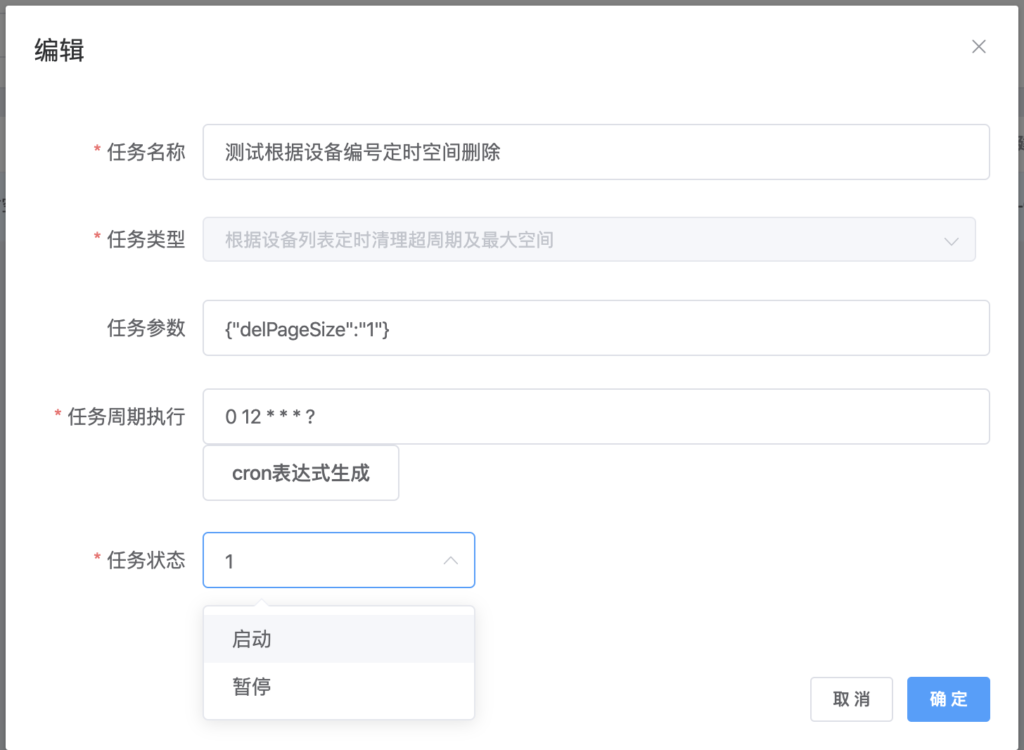 编辑
* 任务名称 测试根据设备编号定时空间删除
* 任务类型 根据设备列表定时清理超周期及最大空间
任务参数 {"delPageSize":"1"}
* 任务周期执行 0 12 * * * ?
cron表达式生成
* 任务状态 1
启动
暂停
取消 确定